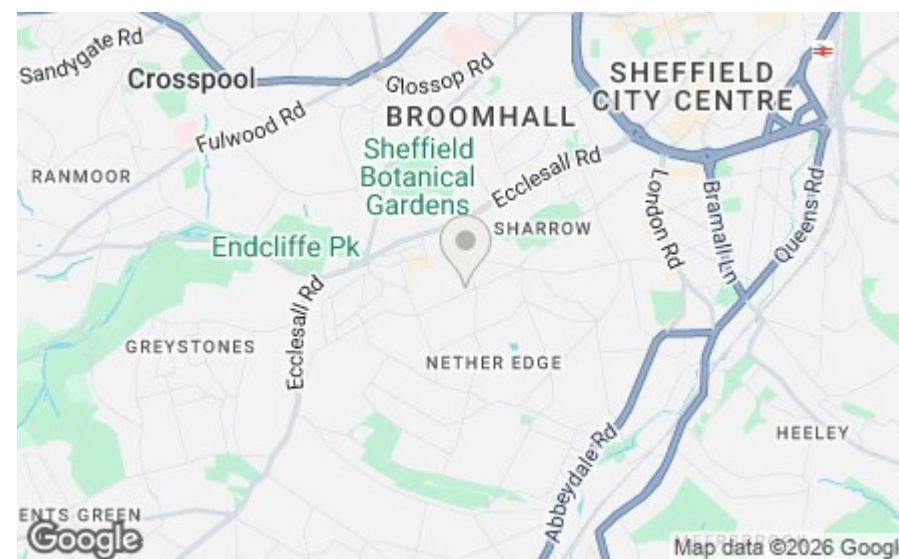 Sandygate Rd
Crosspool
Glossop Rd
SHEFFIELD
CITY CENTRE
BROOMHALL
Fulwood Rd
Sheffield
Botanical
Gardens
Ecclesall Rd
RANMOOR
London Rd
Bramall Ln
Queens Rd
SHARROW
Endcliffe Pk
Ecclesall Rd
GREYSTONES
NETHER EDGE
Abbeydale Rd
HEELEY
ENTS GREEN
Google
Map data ©2026 Googl